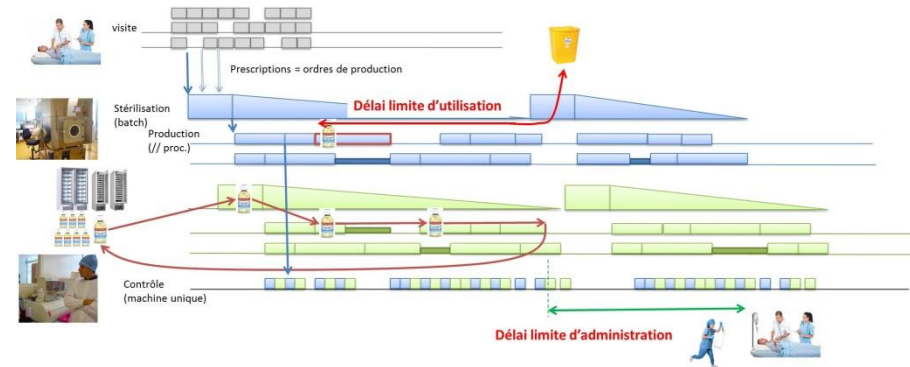 visite
Prescriptions = ordres de production
Délai limite d'utilisation
Stérilisation
(batch)
Production
(// proc.)
Contrôle
(machine unique)
Délai limite d'administration